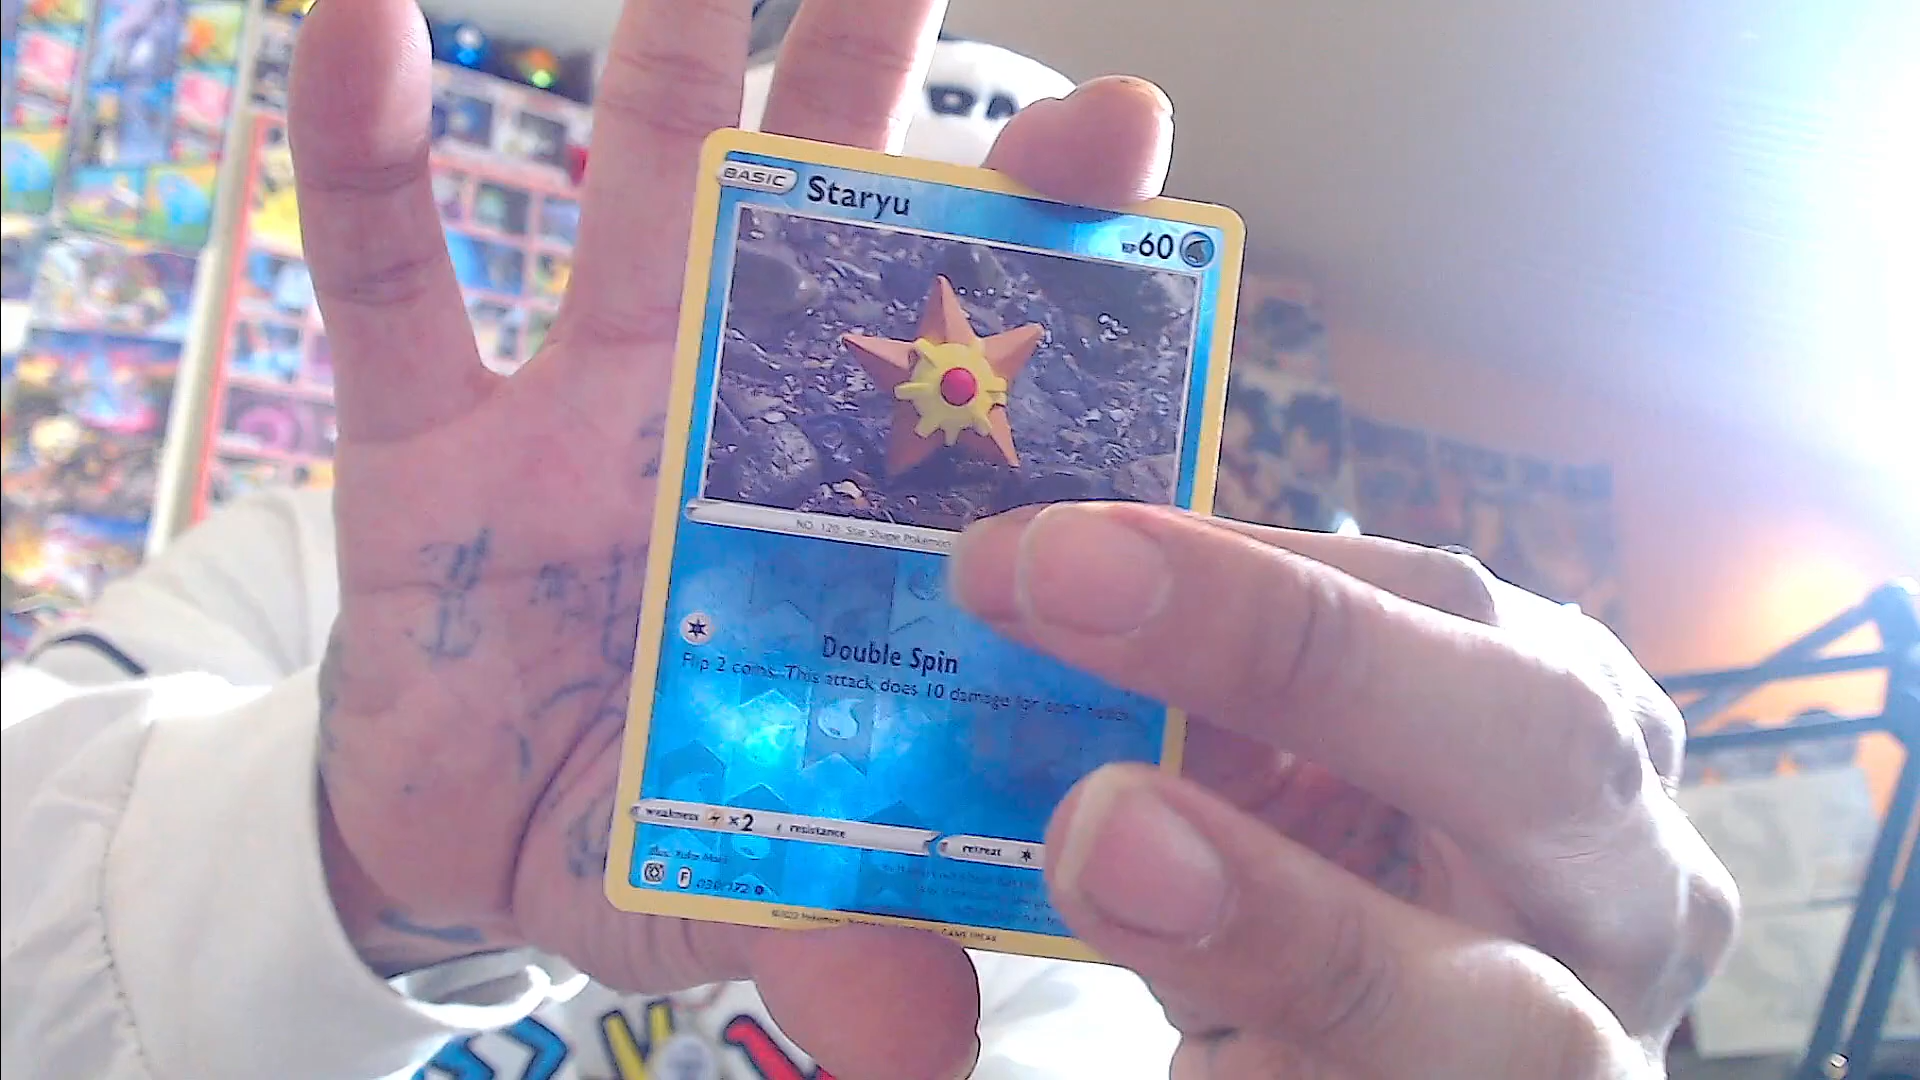 BASIC Staryu
60
NO. 120 Star Shape Pokémon
Double Spin
Flip 2 coins. This attack does 10 damage for each heads.
weakness ×2 resistance
retreat
F 030/172